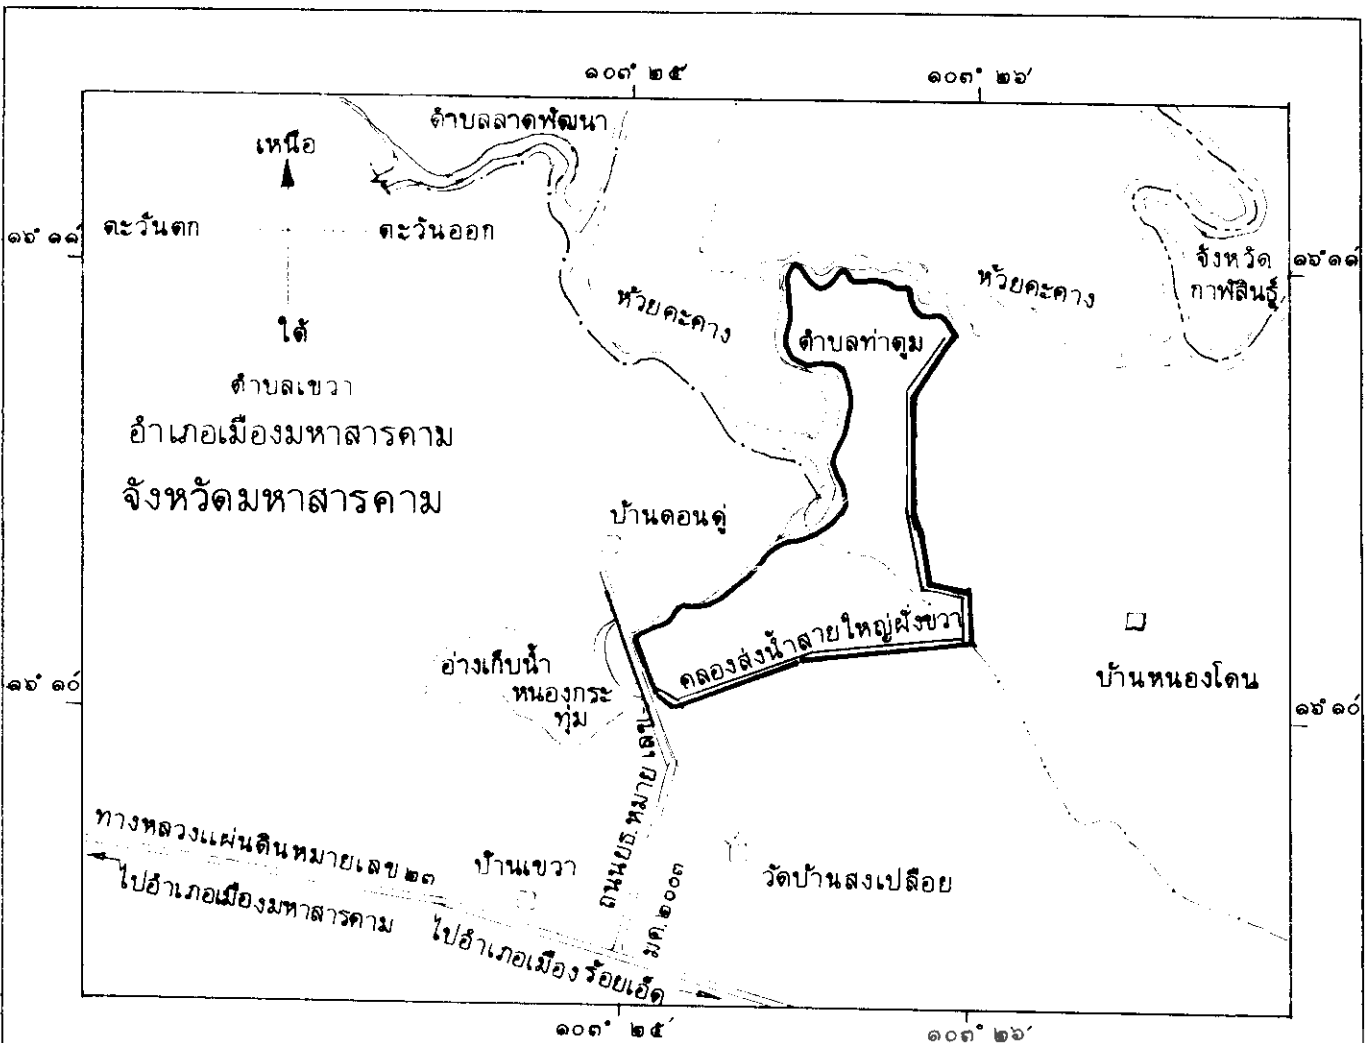 ๑๐๓° ๒๕′
๑๐๓° ๒๖′
ตำบลลาดพัฒนา
เหนือ
ตะวันตก
ตะวันออก
๑๖° ๑๑′
จังหวัด
กาฬสินธุ์
๑๖° ๑๑′
ห้วยคะคาง
ห้วยคะคาง
ใต้
ตำบลท่าตูม
ตำบลเขวา
อำเภอเมืองมหาสารคาม
จังหวัดมหาสารคาม
บ้านดอนดู่
คลองส่งน้ำสายใหญ่ฝั่งขวา
อ่างเก็บน้ำ
หนองกระ
ทุ่ม
บ้านหนองโดน
๑๖° ๑๐′
๑๖° ๑๐′
ถนนยธ.หมายเลข
มค.๒๐๐๓
ทางหลวงแผ่นดินหมายเลข ๒๓
บ้านเขวา
วัดบ้านสงเปลือย
ไปอำเภอเมืองมหาสารคาม
ไปอำเภอเมืองร้อยเอ็ด
๑๐๓° ๒๕′
๑๐๓° ๒๖′